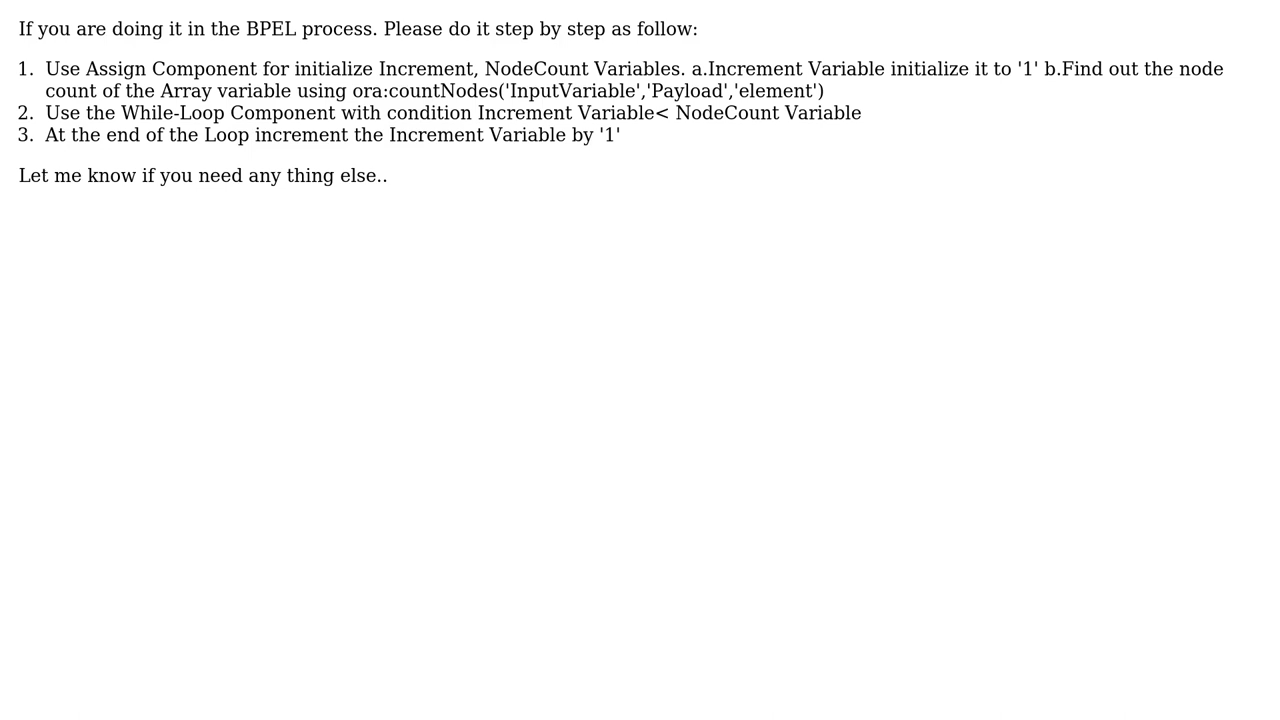 If you are doing it in the BPEL process. Please do it step by step as follow:
1. Use Assign Component for initialize Increment, NodeCount Variables. a.Increment Variable initialize it to '1' b.Find out the node
count of the Array variable using ora:countNodes('InputVariable','Payload','element')
2. Use the While-Loop Component with condition Increment Variable< NodeCount Variable
3. At the end of the Loop increment the Increment Variable by '1'
Let me know if you need any thing else..